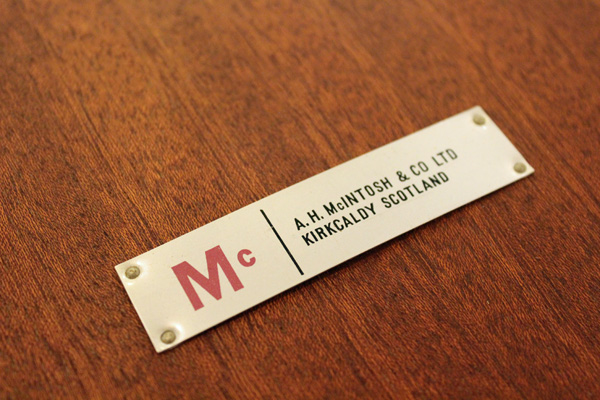 Mc
A. H. McINTOSH & CO LTD
KIRKCALDY SCOTLAND